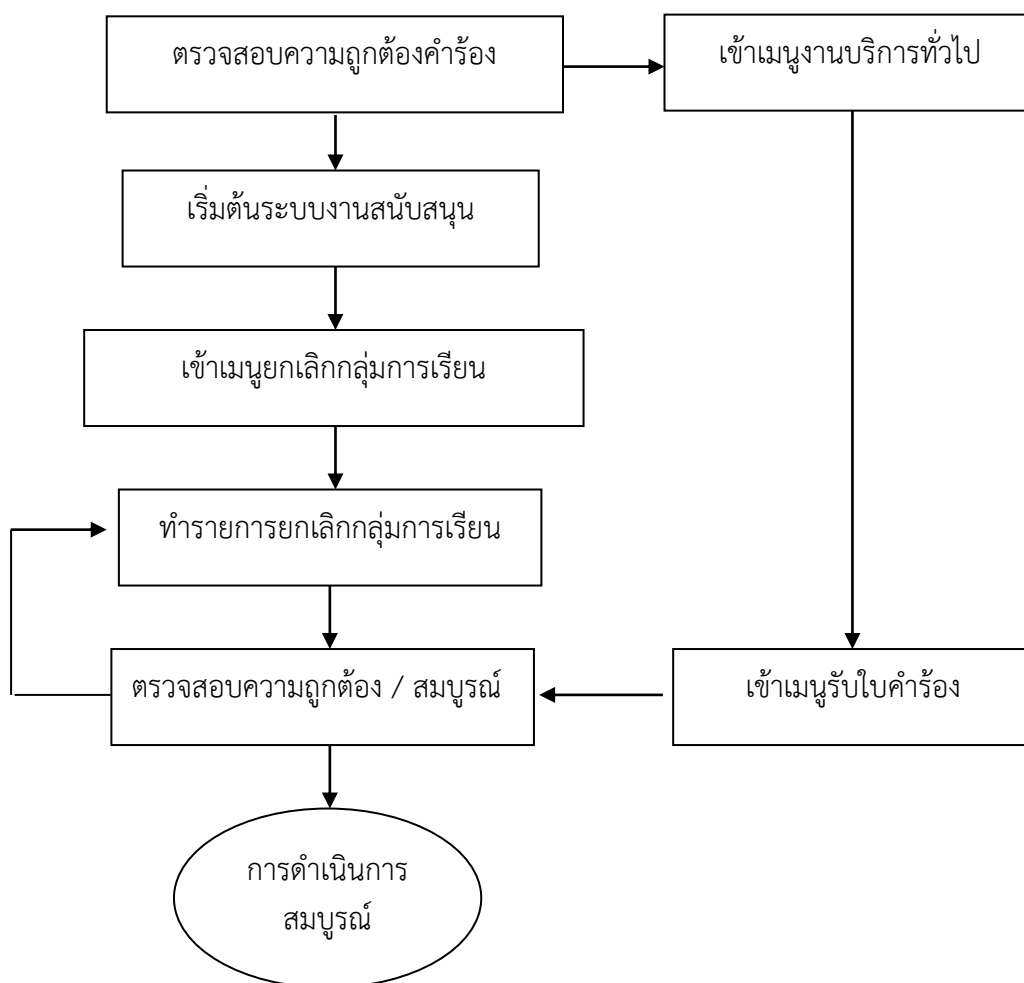 ตรวจสอบความถูกต้องคำร้อง
เข้าเมนูงานบริการทั่วไป
เริ่มต้นระบบงานสนับสนุน
เข้าเมนูยกเลิกกลุ่มการเรียน
ทำรายการยกเลิกกลุ่มการเรียน
ตรวจสอบความถูกต้อง / สมบูรณ์
เข้าเมนูรับใบคำร้อง
การดำเนินการ
สมบูรณ์